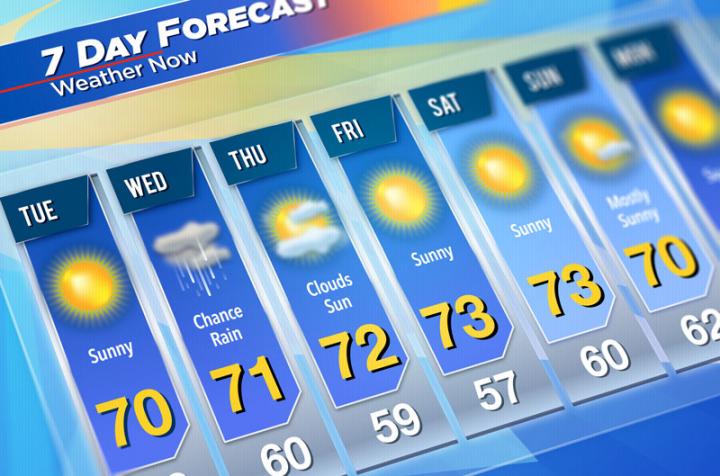 7 DAY FORECAST
Weather Now
TUE
Sunny
70
WED
Chance
Rain
71
60
THU
Clouds
Sun
72
59
FRI
Sunny
73
57
SAT
Sunny
73
60
SUN
Mostly
Sunny
70
62
MON